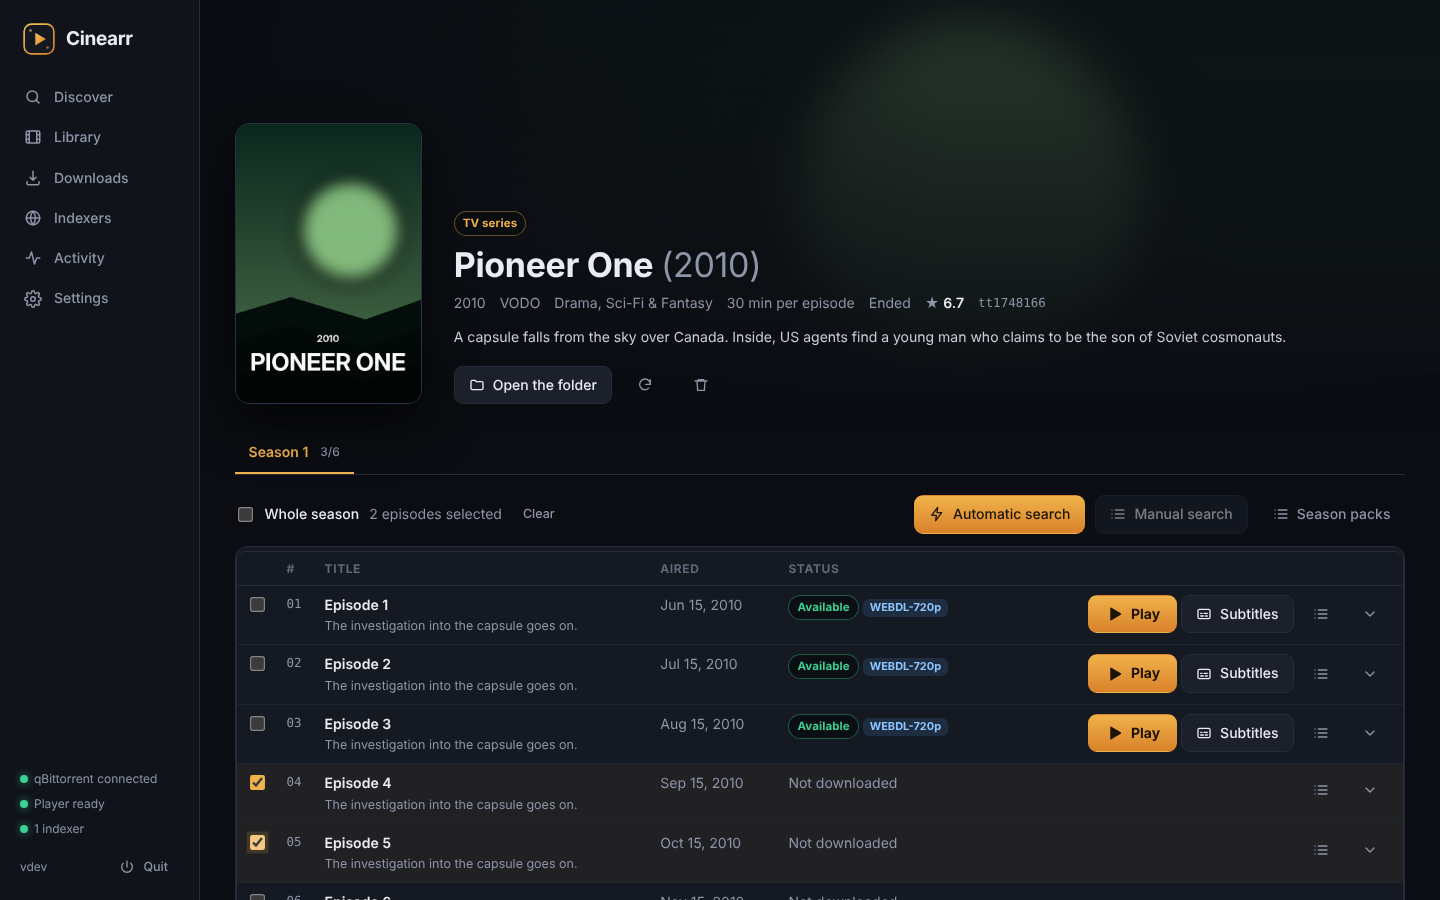 Cinearr
Discover
Library
Downloads
Indexers
Activity
Settings
qBittorrent connected
Player ready
1 indexer
vdev Quit
2010
PIONEER ONE
TV series
Pioneer One (2010)
2010 VODO Drama, Sci-Fi & Fantasy 30 min per episode Ended ★ 6.7 tt1748166
A capsule falls from the sky over Canada. Inside, US agents find a young man who claims to be the son of Soviet cosmonauts.
Open the folder
Season 1 3/6
Whole season 2 episodes selected Clear Automatic search Manual search Season packs
# TITLE AIRED STATUS
01 Episode 1 Jun 15, 2010 Available WEBDL-720p Play Subtitles
The investigation into the capsule goes on.
02 Episode 2 Jul 15, 2010 Available WEBDL-720p Play Subtitles
The investigation into the capsule goes on.
03 Episode 3 Aug 15, 2010 Available WEBDL-720p Play Subtitles
The investigation into the capsule goes on.
04 Episode 4 Sep 15, 2010 Not downloaded
The investigation into the capsule goes on.
05 Episode 5 Oct 15, 2010 Not downloaded
The investigation into the capsule goes on.